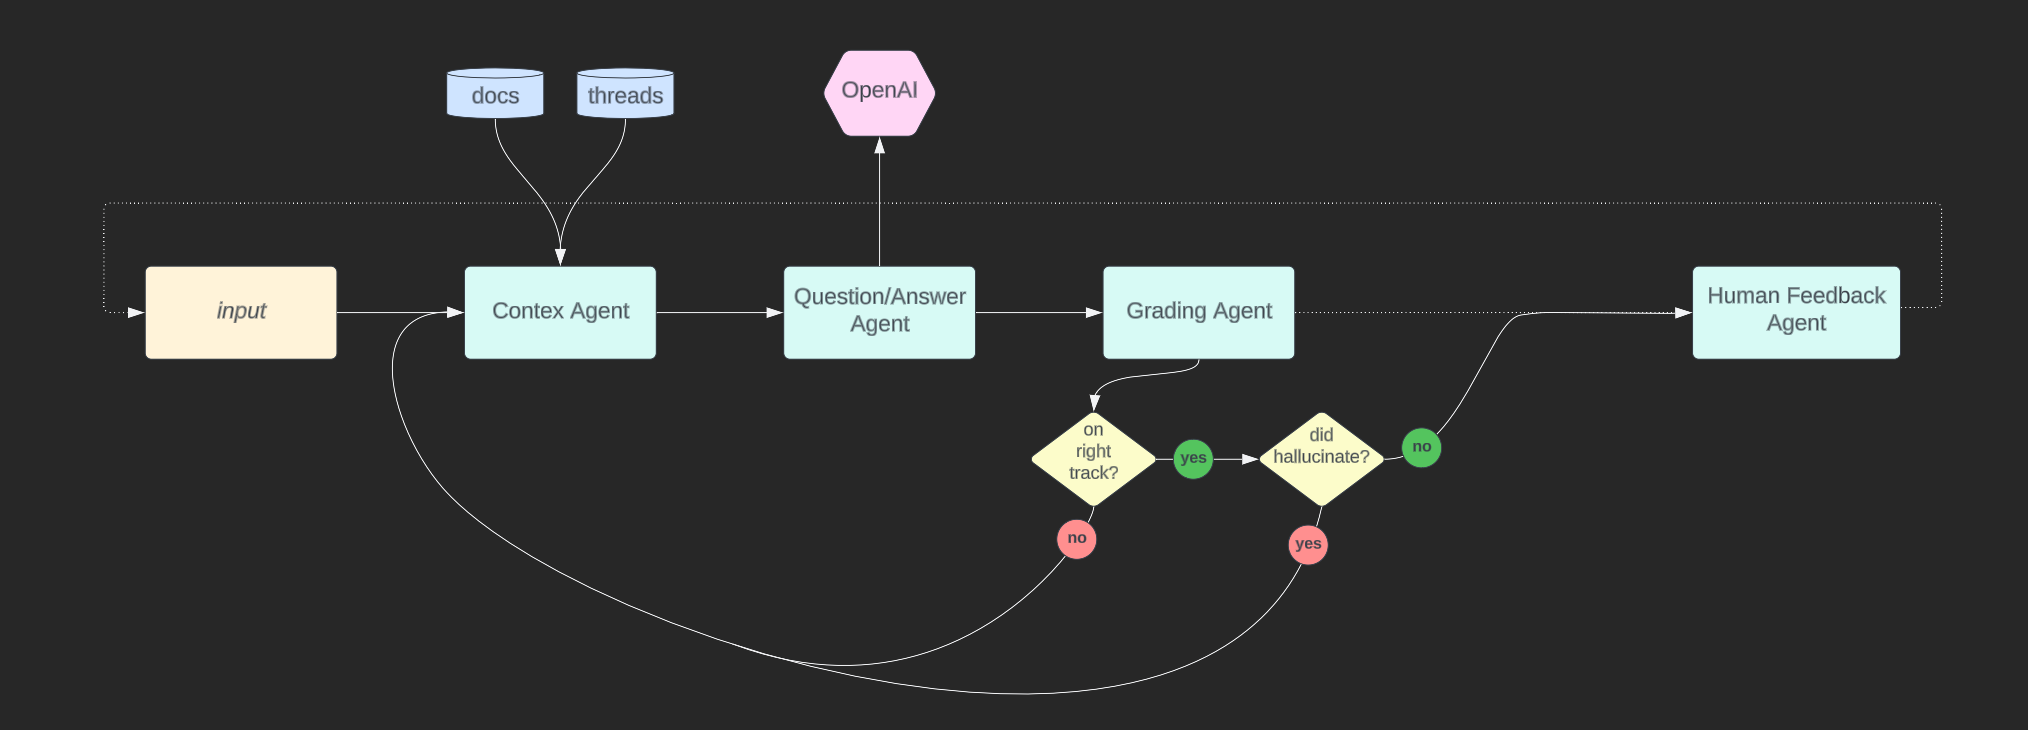 docs
threads
OpenAI
input
Contex Agent
Question/Answer
Agent
Grading Agent
Human Feedback
Agent
on
right
track?
yes
did
hallucinate?
no
no
yes